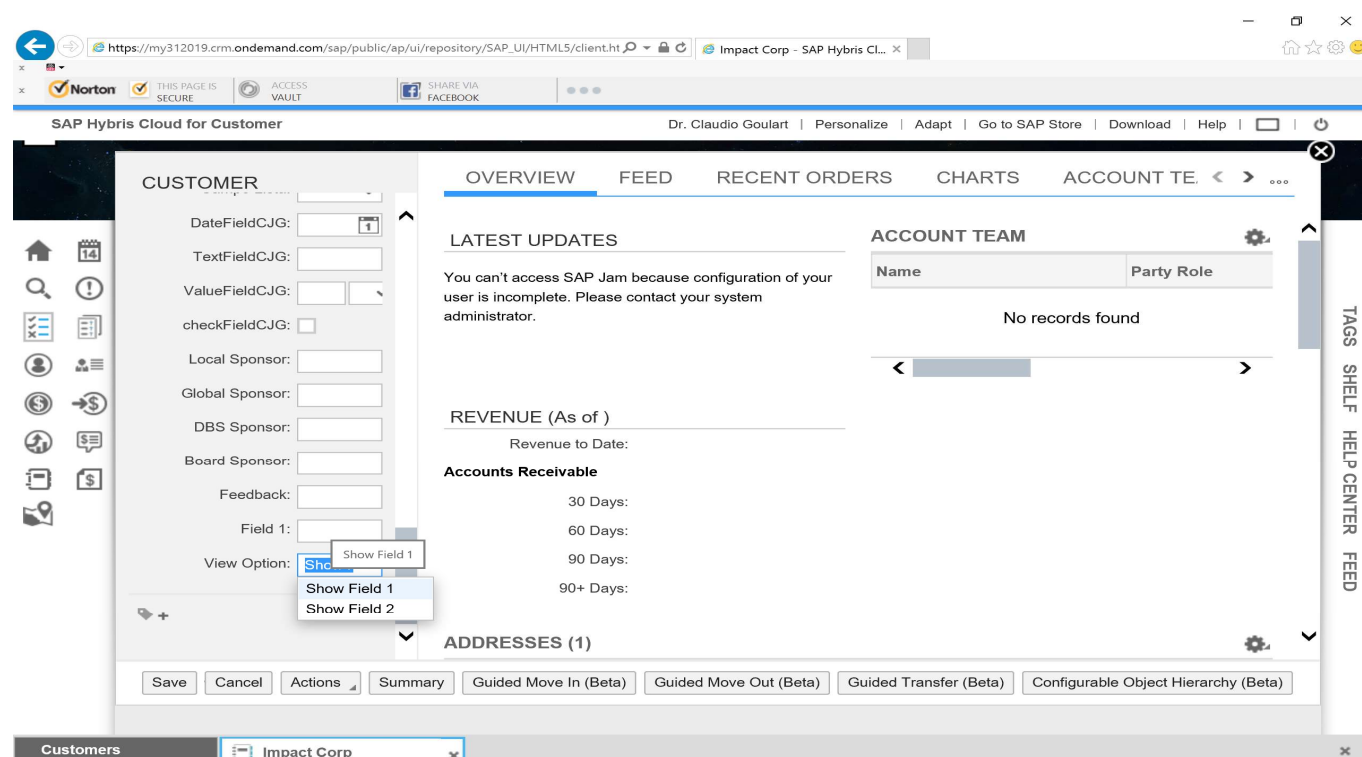 https://my312019.crm.ondemand.com/sap/public/ap/ui/repository/SAP_UI/HTML5/client.ht
Impact Corp - SAP Hybris Cl...
Norton
THIS PAGE IS SECURE
ACCESS VAULT
SHARE VIA FACEBOOK
SAP Hybris Cloud for Customer
Dr. Claudio Goulart | Personalize | Adapt | Go to SAP Store | Download | Help
CUSTOMER
OVERVIEW FEED RECENT ORDERS CHARTS ACCOUNT TE.
DateFieldCJG:
1
TextFieldCJG:
ValueFieldCJG:
checkFieldCJG:
Local Sponsor:
Global Sponsor:
DBS Sponsor:
Board Sponsor:
Feedback:
Field 1:
Show Field 1
View Option:
Show Field 1
Show Field 2
14
LATEST UPDATES
You can't access SAP Jam because configuration of your
user is incomplete. Please contact your system
administrator.
ACCOUNT TEAM
Name Party Role
No records found
REVENUE (As of )
Revenue to Date:
Accounts Receivable
30 Days:
60 Days:
90 Days:
90+ Days:
ADDRESSES (1)
TAGS
SHELF
HELP CENTER
FEED
Save
Cancel
Actions
Summary
Guided Move In (Beta)
Guided Move Out (Beta)
Guided Transfer (Beta)
Configurable Object Hierarchy (Beta)
Customers
Impact Corp